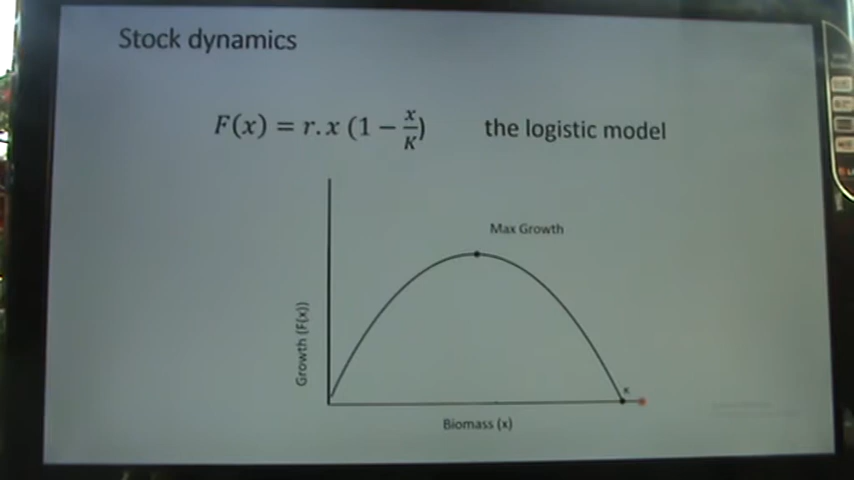 Stock dynamics
F(x) = r.x (1 − x/K) the logistic model
Max Growth
Growth (F(x))
K
Biomass (x)